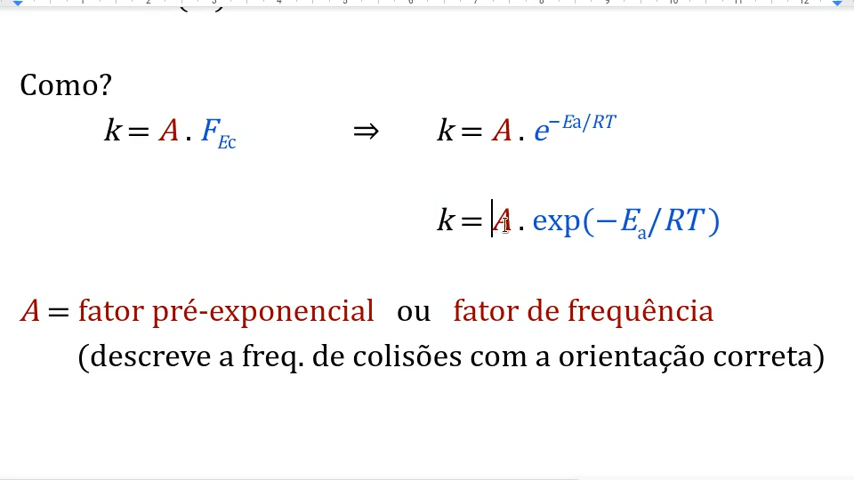 Como?
k = A . F_Ec ⇒ k = A . e^−Ea/RT
k = A . exp(−E_a/RT)
A = fator pré-exponencial ou fator de frequência
(descreve a freq. de colisões com a orientação correta)